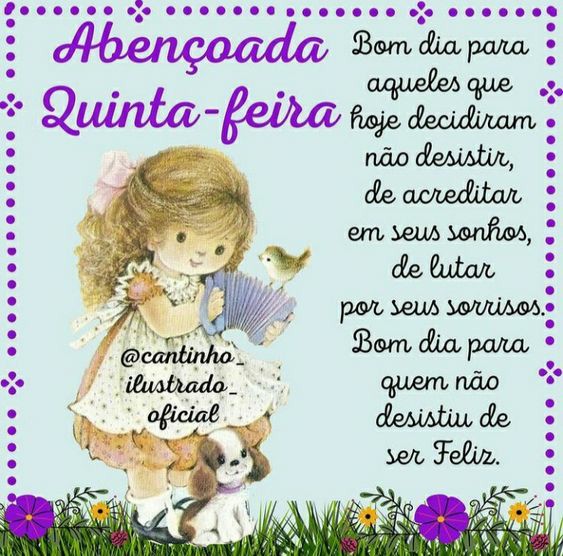 Abençoada
Quinta-feira
Bom dia para
aqueles que
hoje decidiram
não desistir,
de acreditar
em seus sonhos,
de lutar
por seus sorrisos.
Bom dia para
quem não
desistiu de
ser Feliz.
@cantinho_
ilustrado_
oficial